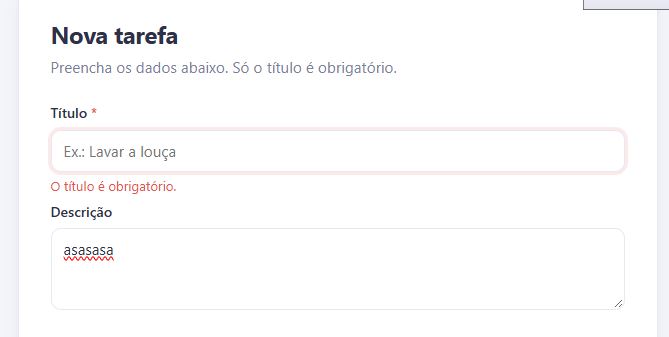 Nova tarefa
Preencha os dados abaixo. Só o título é obrigatório.
Título *
Ex.: Lavar a louça
O título é obrigatório.
Descrição
asasasa